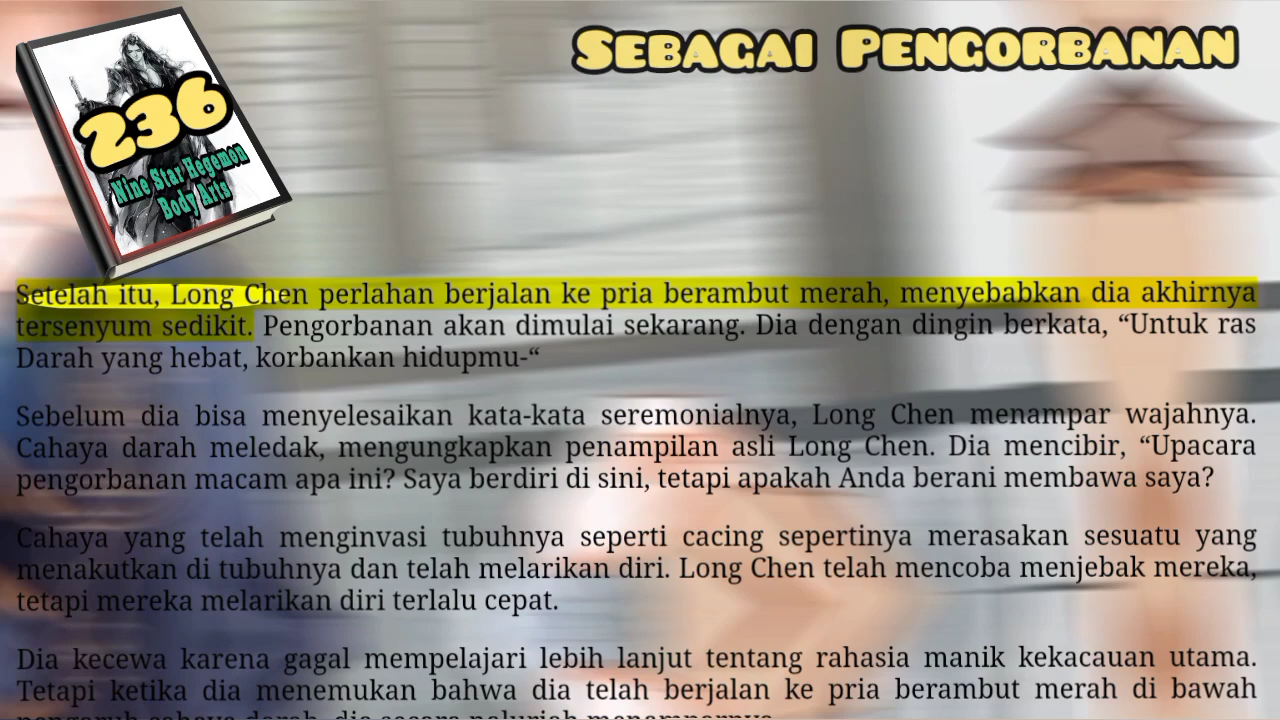 Sebagai Pengorbanan
236
Nine Star Hegemon
Body Arts
Setelah itu, Long Chen perlahan berjalan ke pria berambut merah, menyebabkan dia akhirnya
tersenyum sedikit. Pengorbanan akan dimulai sekarang. Dia dengan dingin berkata, “Untuk ras
Darah yang hebat, korbankan hidupmu-“
Sebelum dia bisa menyelesaikan kata-kata seremonialnya, Long Chen menampar wajahnya.
Cahaya darah meledak, mengungkapkan penampilan asli Long Chen. Dia mencibir, “Upacara
pengorbanan macam apa ini? Saya berdiri di sini, tetapi apakah Anda berani membawa saya?
Cahaya yang telah menginvasi tubuhnya seperti cacing sepertinya merasakan sesuatu yang
menakutkan di tubuhnya dan telah melarikan diri. Long Chen telah mencoba menjebak mereka,
tetapi mereka melarikan diri terlalu cepat.
Dia kecewa karena gagal mempelajari lebih lanjut tentang rahasia manik kekacauan utama.
Tetapi ketika dia menemukan bahwa dia telah berjalan ke pria berambut merah di bawah